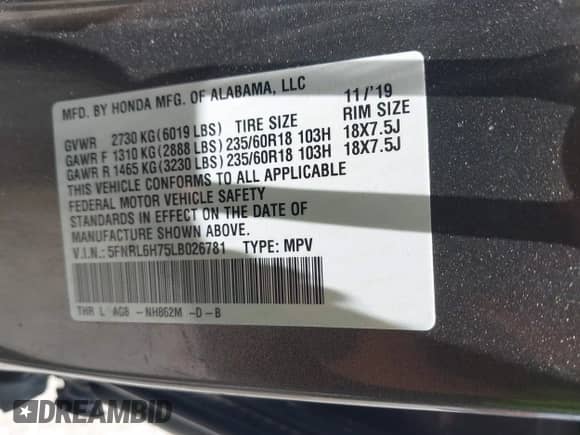 MFD. BY HONDA MFG. OF ALABAMA, LLC 11/'19
GVWR 2730 KG(6019 LBS) TIRE SIZE RIM SIZE
GAWR F 1310 KG(2888 LBS)235/60R18 103H 18X7.5J
GAWR R 1465 KG(3230 LBS)235/60R18 103H 18X7.5J
THIS VEHICLE CONFORMS TO ALL APPLICABLE
FEDERAL MOTOR VEHICLE SAFETY
STANDARDS IN EFFECT ON THE DATE OF
MANUFACTURE SHOWN ABOVE.
V.I.N.: 5FNRL6H75LB026781 TYPE: MPV
THR L AG8 -NH862M -D-B
DREAMBID